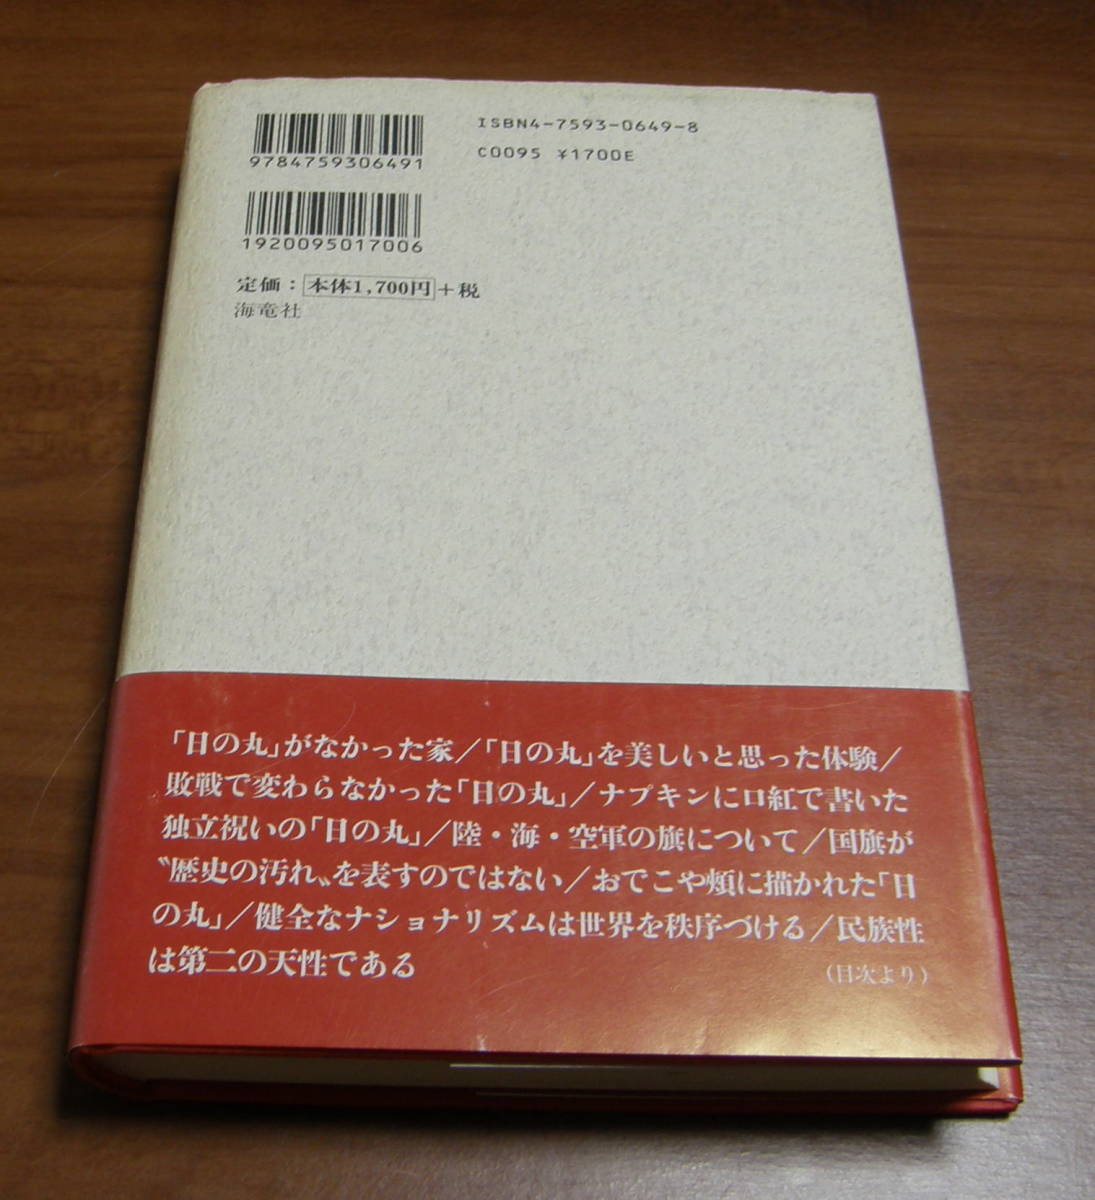 ISBN4-7593-0649-8
9784759306491
C0095 ¥1700E
1920095017006
定価：本体1,700円＋税
海竜社
「日の丸」がなかった家／「日の丸」を美しいと思った体験／
敗戦で変わらなかった「日の丸」／ナプキンに口紅で書いた
独立祝いの「日の丸」／陸・海・空軍の旗について／国旗が
〝歴史の汚れ〟を表すのではない／おでこや頰に描かれた「日
の丸」／健全なナショナリズムは世界を秩序づける／民族性
は第二の天性である
（目次より）